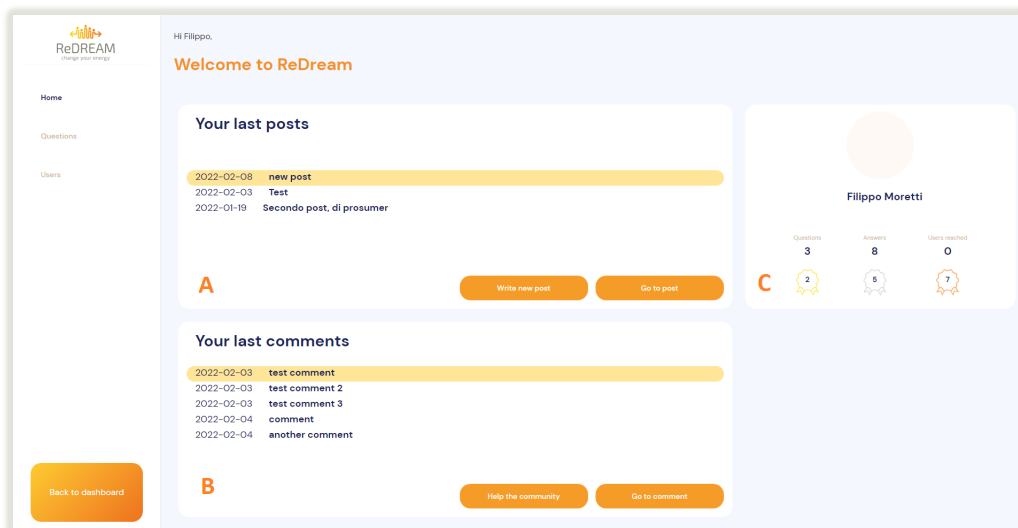 ReDREAM
change your energy
Home
Questions
Users
Back to dashboard
Hi Filippo,
Welcome to ReDream
Your last posts
2022-02-08 new post
2022-02-03 Test
2022-01-19 Secondo post, di prosumer
A
Write new post
Go to post
Your last comments
2022-02-03 test comment
2022-02-03 test comment 2
2022-02-03 test comment 3
2022-02-04 comment
2022-02-04 another comment
B
Help the community
Go to comment
Filippo Moretti
Questions Answers Users reached
3 8 0
C 2 5 7